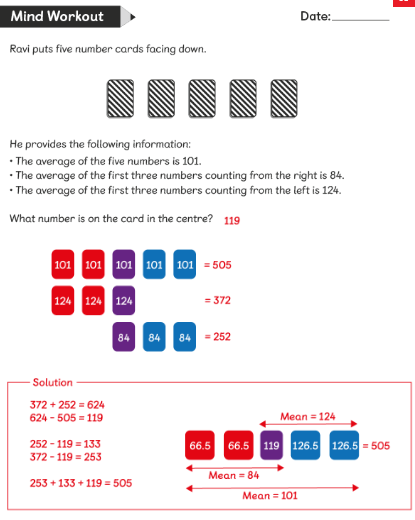 Mind Workout
Date:
Ravi puts five number cards facing down.
He provides the following information:
• The average of the five numbers is 101.
• The average of the first three numbers counting from the right is 84.
• The average of the first three numbers counting from the left is 124.
What number is on the card in the centre? 119
101 101 101 101 101 = 505
124 124 124 = 372
84 84 84 = 252
Solution
372 + 252 = 624
624 - 505 = 119
252 - 119 = 133
372 - 119 = 253
253 + 133 + 119 = 505
Mean = 124
66.5 66.5 119 126.5 126.5 = 505
Mean = 84
Mean = 101